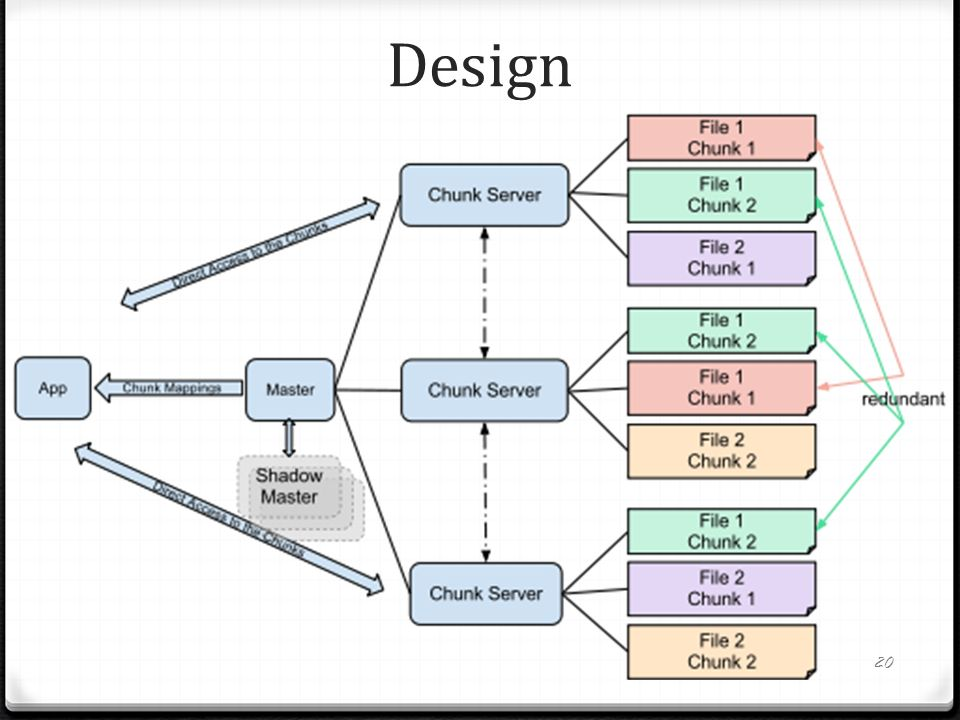 Design
File 1
Chunk 1
Chunk Server
File 1
Chunk 2
File 2
Chunk 1
Direct Access to the Chunks
File 1
Chunk 2
App
Chunk Mappings
Master
Chunk Server
File 1
Chunk 1
redundant
File 2
Chunk 2
Shadow
Master
Direct Access to the Chunks
File 1
Chunk 2
Chunk Server
File 2
Chunk 1
File 2
Chunk 2
20